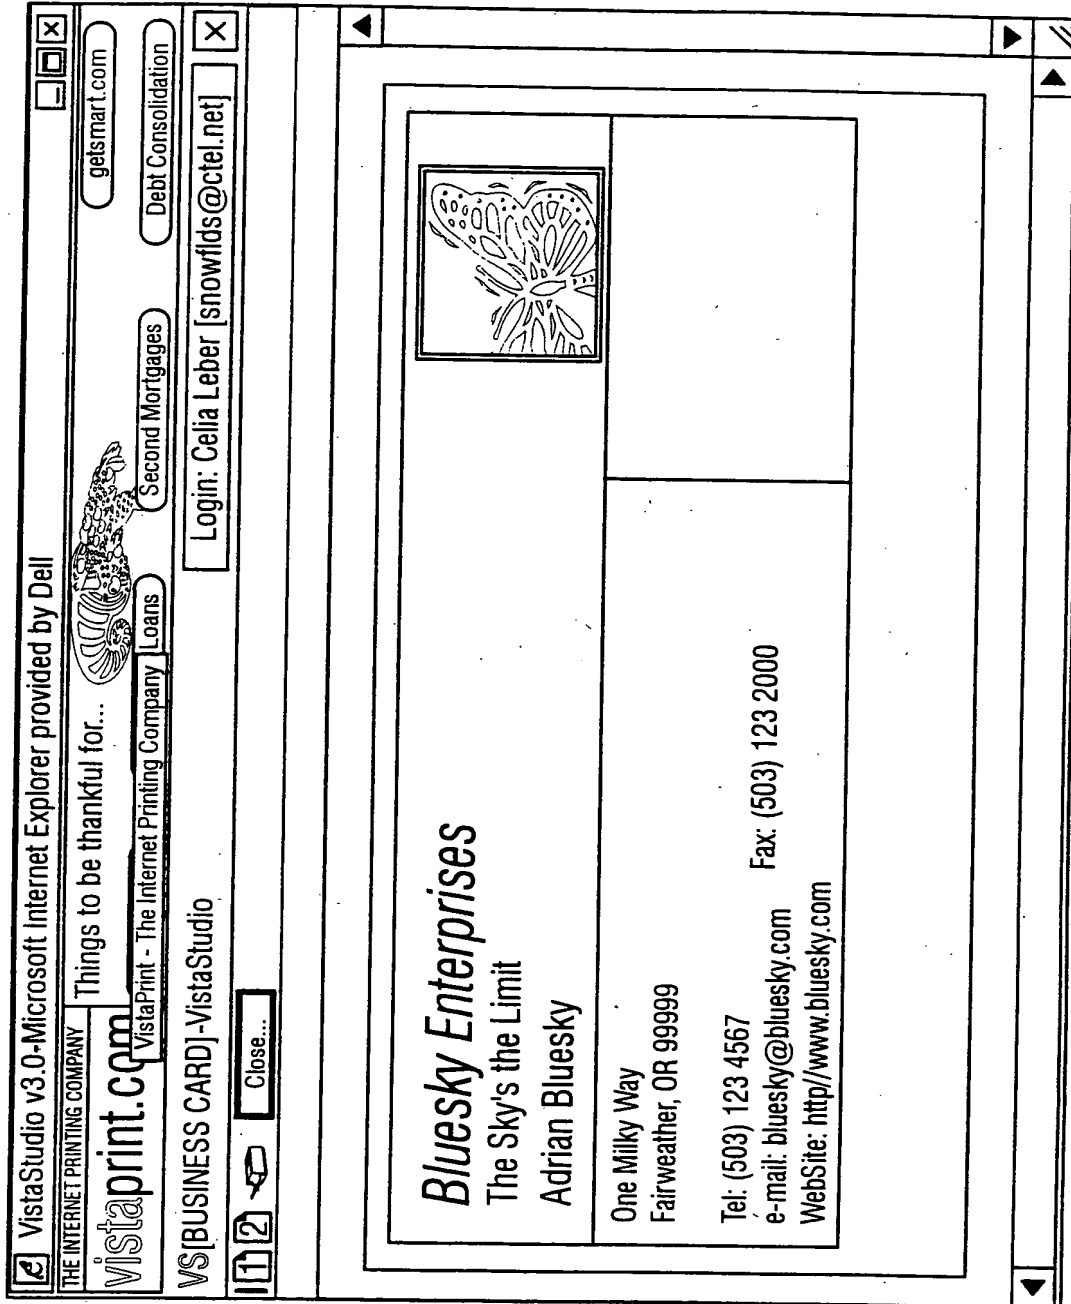 VistaStudio v3.0-Microsoft Internet Explorer provided by Dell
THE INTERNET PRINTING COMPANY
vistaprint.com
Things to be thankful for...
getsmart.com
VistaPrint - The Internet Printing Company
Loans
Second Mortgages
Debt Consolidation
VS[BUSINESS CARD]-VistaStudio
Login: Celia Leber [snowflds@ctel.net]
1 2
Close...
Bluesky Enterprises
The Sky's the Limit
Adrian Bluesky
One Milky Way
Fairweather, OR 99999
Tel: (503) 123 4567
e-mail: bluesky@bluesky.com
Fax: (503) 123 2000
WebSite: http//www.bluesky.com